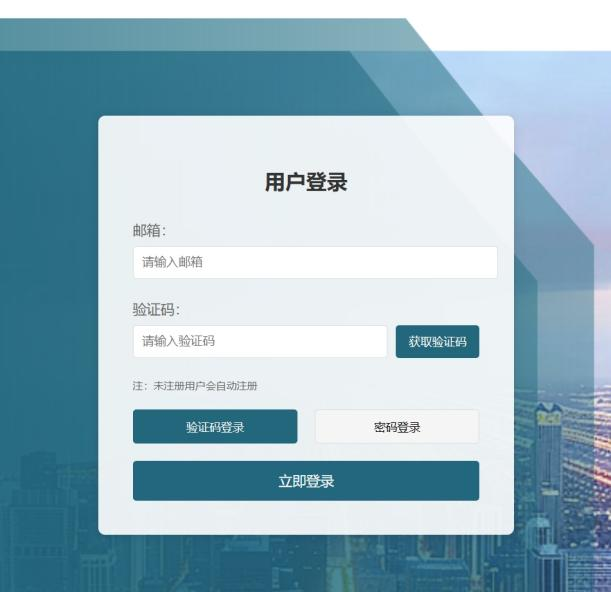 用户登录
邮箱：
请输入邮箱
验证码：
请输入验证码 获取验证码
注：未注册用户会自动注册
验证码登录 密码登录
立即登录